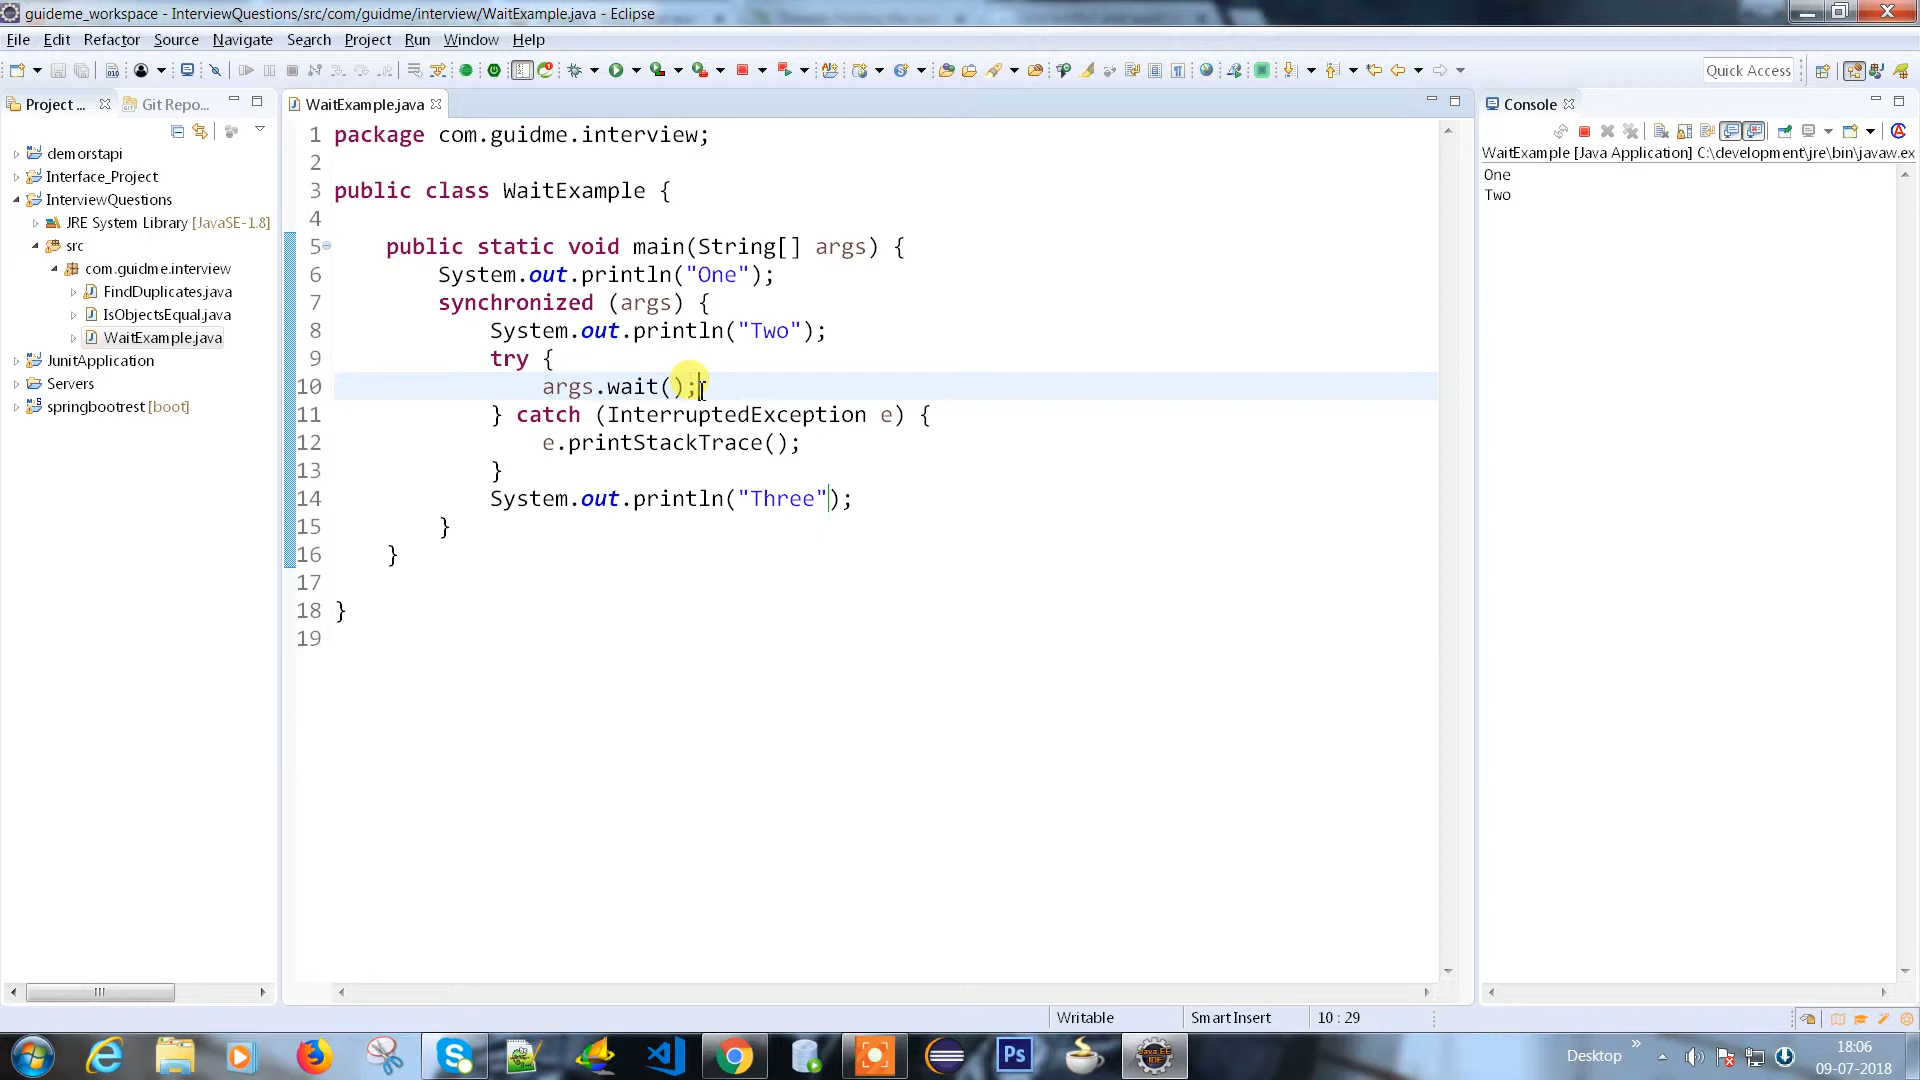 guideme_workspace - InterviewQuestions/src/com/guidme/interview/WaitExample.java - Eclipse
File Edit Refactor Source Navigate Search Project Run Window Help
Quick Access
Project ...
Git Repo...
demorstapi
Interface_Project
InterviewQuestions
JRE System Library [JavaSE-1.8]
src
com.guidme.interview
FindDuplicates.java
IsObjectsEqual.java
WaitExample.java
JunitApplication
Servers
springbootrest [boot]
WaitExample.java
1 package com.guidme.interview;
2
3 public class WaitExample {
4
5 public static void main(String[] args) {
6 System.out.println("One");
7 synchronized (args) {
8 System.out.println("Two");
9 try {
10 args.wait();
11 } catch (InterruptedException e) {
12 e.printStackTrace();
13 }
14 System.out.println("Three");
15 }
16 }
17
18 }
19
Console
WaitExample [Java Application] C:\development\jre\bin\javaw.ex
One
Two
Writable
Smart Insert
10 : 29
Ps
Java EE
IDE
Desktop
18:06
09-07-2018